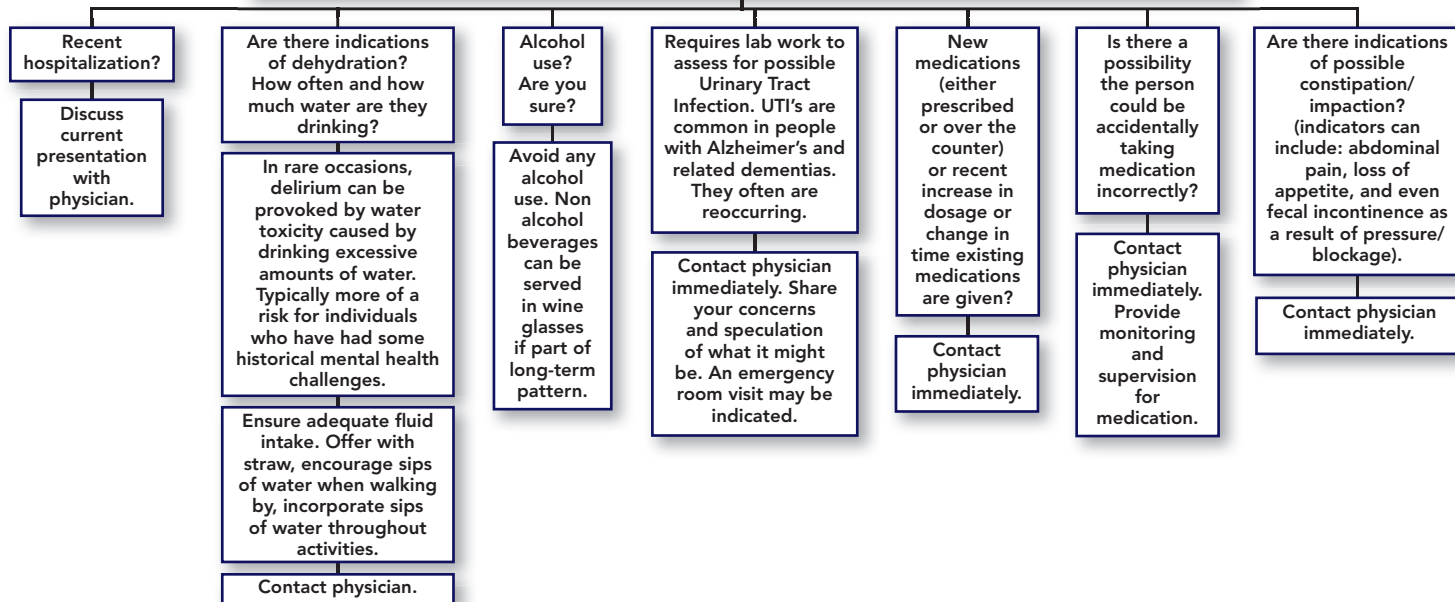 Recent
hospitalization?
Discuss
current
presentation
with
physician.
Are there indications
of dehydration?
How often and how
much water are they
drinking?
In rare occasions,
delirium can be
provoked by water
toxicity caused by
drinking excessive
amounts of water.
Typically more of a
risk for individuals
who have had some
historical mental health
challenges.
Ensure adequate fluid
intake. Offer with
straw, encourage sips
of water when walking
by, incorporate sips
of water throughout
activities.
Contact physician.
Alcohol
use?
Are you
sure?
Avoid any
alcohol
use. Non
alcohol
beverages
can be
served
in wine
glasses
if part of
long-term
pattern.
Requires lab work to
assess for possible
Urinary Tract
Infection. UTI's are
common in people
with Alzheimer's and
related dementias.
They often are
reoccurring.
Contact physician
immediately. Share
your concerns
and speculation
of what it might
be. An emergency
room visit may be
indicated.
New
medications
(either
prescribed
or over the
counter)
or recent
increase in
dosage or
change in
time existing
medications
are given?
Contact
physician
immediately.
Is there a
possibility
the person
could be
accidentally
taking
medication
incorrectly?
Contact
physician
immediately.
Provide
monitoring
and
supervision
for
medication.
Are there indications
of possible
constipation/
impaction?
(indicators can
include: abdominal
pain, loss of
appetite, and even
fecal incontinence as
a result of pressure/
blockage).
Contact physician
immediately.